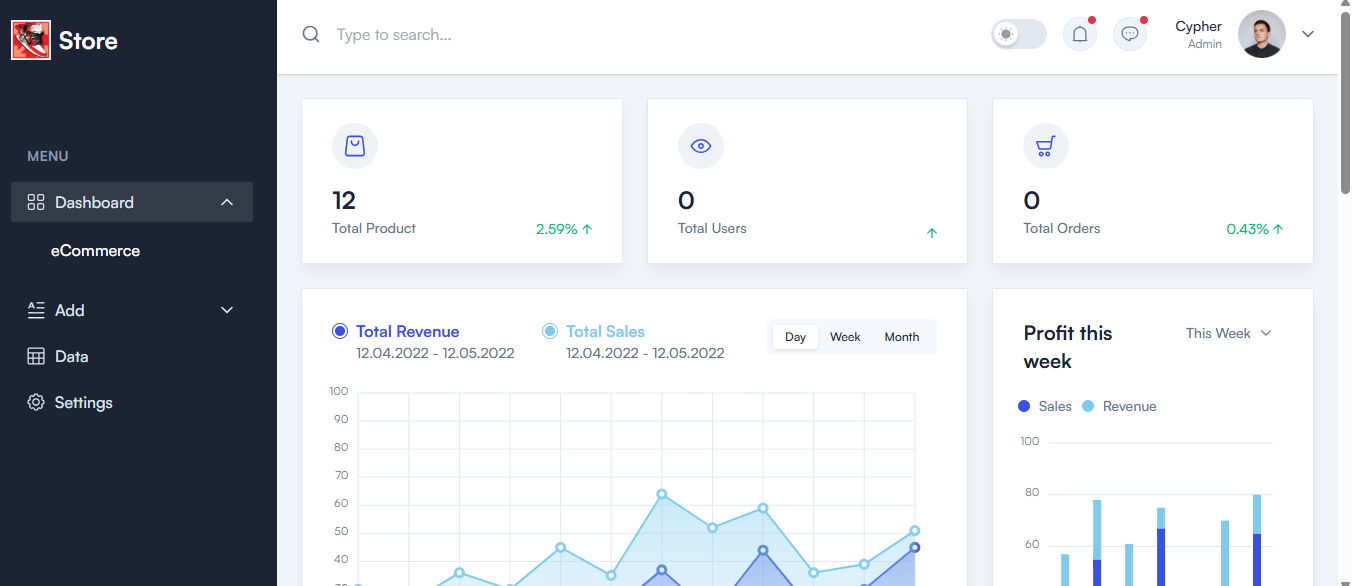 Store
Type to search...
Cypher
Admin
MENU
Dashboard
eCommerce
Add
Data
Settings
12
Total Product
2.59%
0
Total Users
0
Total Orders
0.43%
Total Revenue
12.04.2022 - 12.05.2022
Total Sales
12.04.2022 - 12.05.2022
Day Week Month
100
90
80
70
60
50
40
Profit this
week
This Week
Sales Revenue
100
80
60